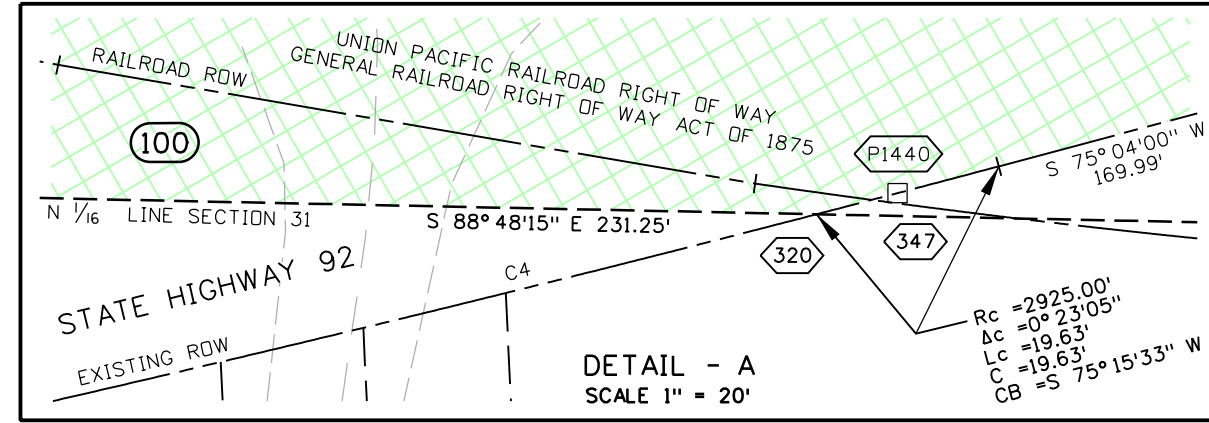 RAILROAD ROW
UNION PACIFIC RAILROAD RIGHT OF WAY
GENERAL RAILROAD RIGHT OF WAY ACT OF 1875
100
P1440
S 75° 04'00" W
169.99'
N 1/16 LINE SECTION 31
S 88° 48'15" E 231.25'
320
347
STATE HIGHWAY 92
C4
EXISTING ROW
Rc =2925.00'
Δc =0° 23'05"
Lc =19.63'
C =19.63'
CB =S 75° 15'33" W
DETAIL - A
SCALE 1" = 20'